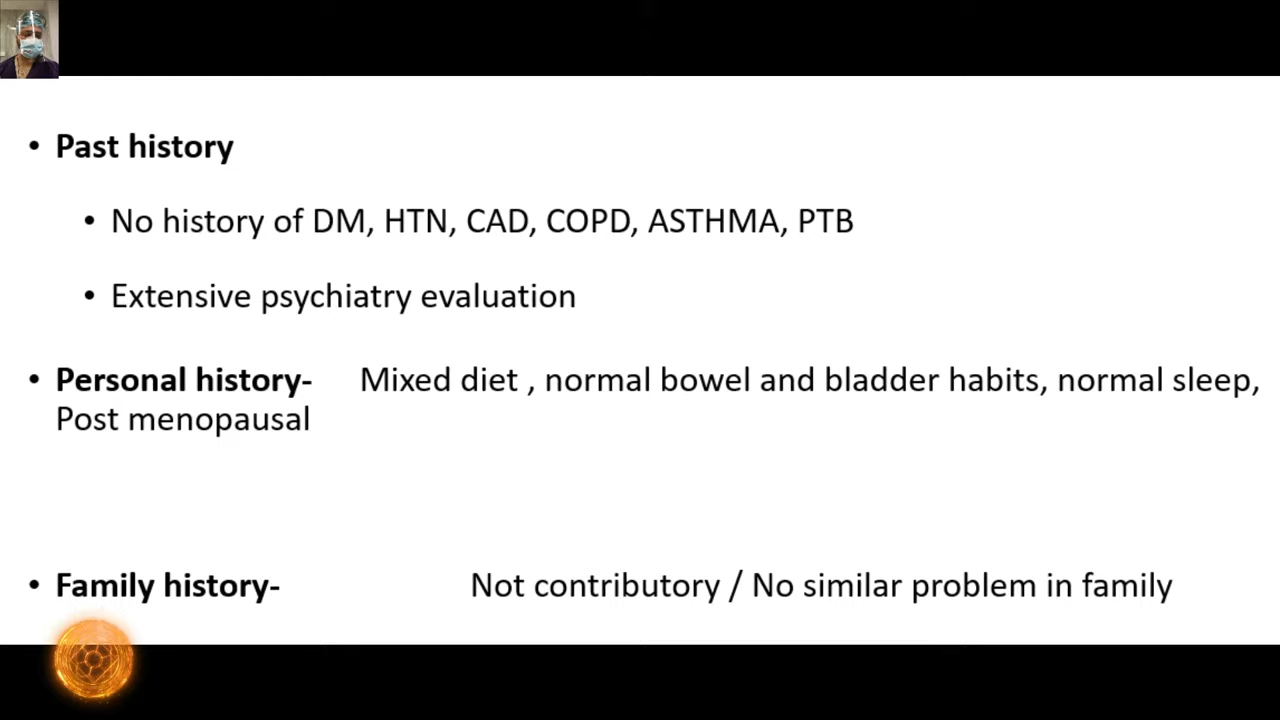 • Past history
• No history of DM, HTN, CAD, COPD, ASTHMA, PTB
• Extensive psychiatry evaluation
• Personal history- Mixed diet , normal bowel and bladder habits, normal sleep,
Post menopausal
• Family history- Not contributory / No similar problem in family